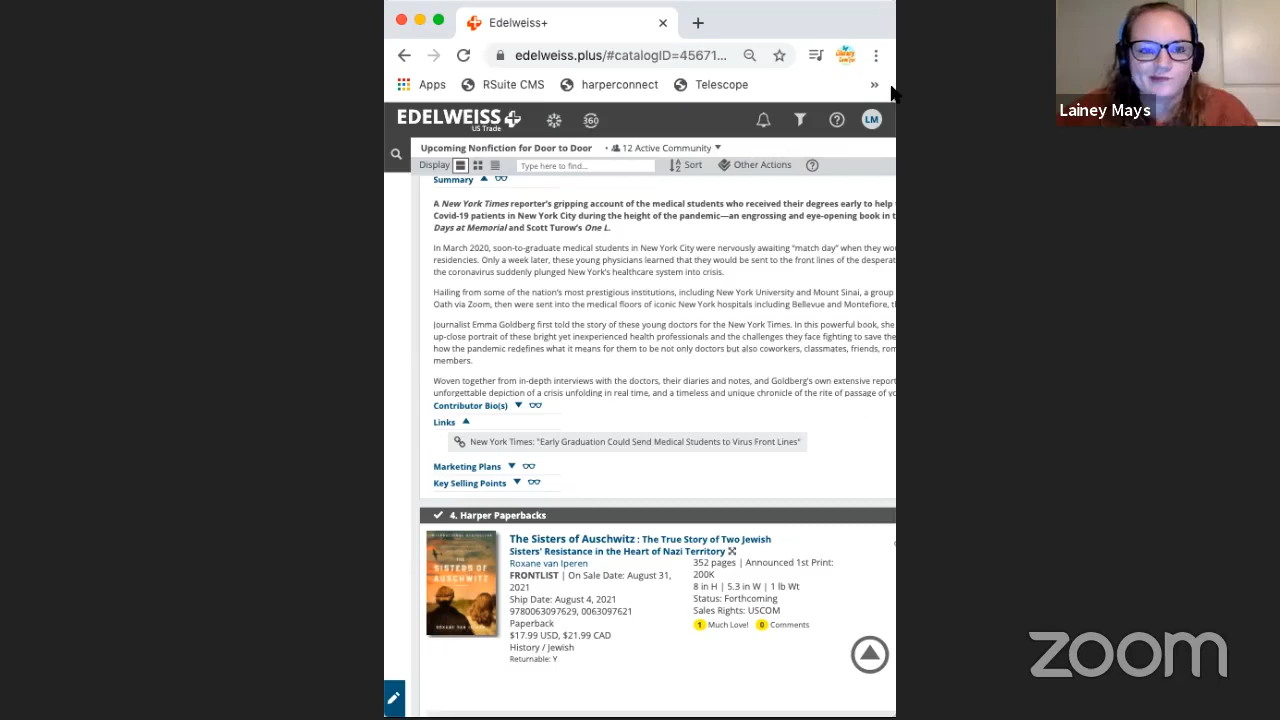 Edelweiss+
edelweiss.plus/#catalogID=45671...
Apps RSuite CMS harperconnect Telescope »
EDELWEISS
US Trade
360
LM
Upcoming Nonfiction for Door to Door • 12 Active Community
Display Type here to find... Sort Other Actions
Summary
A New York Times reporter's gripping account of the medical students who received their degrees early to help
Covid-19 patients in New York City during the height of the pandemic—an engrossing and eye-opening book in t
Days at Memorial and Scott Turow's One L.
In March 2020, soon-to-graduate medical students in New York City were nervously awaiting "match day" when they wo
residencies. Only a week later, these young physicians learned that they would be sent to the front lines of the desperat
the coronavirus suddenly plunged New York's healthcare system into crisis.
Hailing from some of the nation's most prestigious institutions, including New York University and Mount Sinai, a group
Oath via Zoom, then were sent into the medical floors of iconic New York hospitals including Bellevue and Montefiore, t
Journalist Emma Goldberg first told the story of these young doctors for the New York Times. In this powerful book, she
up-close portrait of these bright yet inexperienced health professionals and the challenges they face fighting to save the
how the pandemic redefines what it means for them to be not only doctors but also coworkers, classmates, friends, rom
members.
Woven together from in-depth interviews with the doctors, their diaries and notes, and Goldberg's own extensive report
unforgettable depiction of a crisis unfolding in real time, and a timeless and unique chronicle of the rite of passage of yo
Contributor Bio(s)
Links
New York Times: "Early Graduation Could Send Medical Students to Virus Front Lines"
Marketing Plans
Key Selling Points
4. Harper Paperbacks
The Sisters of Auschwitz : The True Story of Two Jewish
Sisters' Resistance in the Heart of Nazi Territory
Roxane van Iperen
FRONTLIST | On Sale Date: August 31,
2021
Ship Date: August 4, 2021
9780063097629, 0063097621
Paperback
$17.99 USD, $21.99 CAD
History / Jewish
Returnable: Y
352 pages | Announced 1st Print:
200K
8 in H | 5.3 in W | 1 lb Wt
Status: Forthcoming
Sales Rights: USCOM
1 Much Love! 0 Comments
THE
SISTERS OF
AUSCHWITZ
ROXANE VAN IPEREN
Lainey Mays
zoom